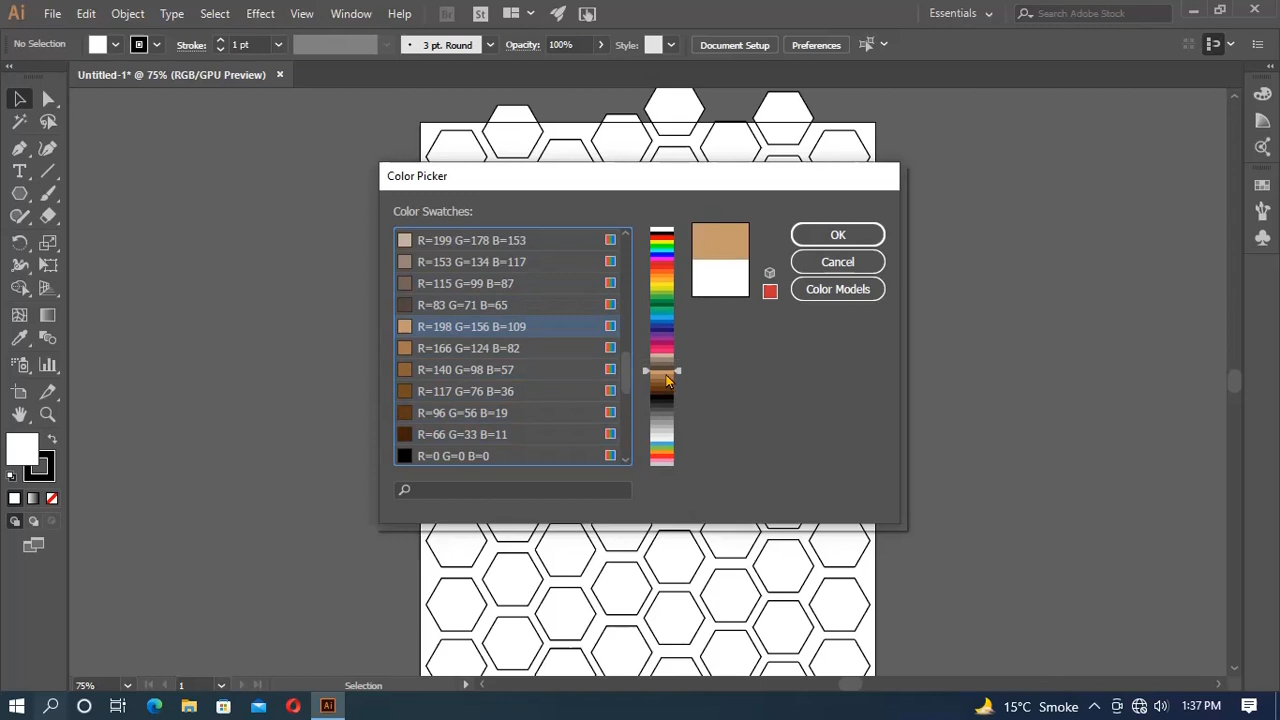 Ai File Edit Object Type Select Effect View Window Help Br St Essentials Search Adobe Stock
No Selection Stroke: 1 pt 3 pt. Round Opacity: 100% Style: Document Setup Preferences
Untitled-1* @ 75% (RGB/GPU Preview)
Color Picker
Color Swatches:
R=199 G=178 B=153
R=153 G=134 B=117
R=115 G=99 B=87
R=83 G=71 B=65
R=198 G=156 B=109
R=166 G=124 B=82
R=140 G=98 B=57
R=117 G=76 B=36
R=96 G=56 B=19
R=66 G=33 B=11
R=0 G=0 B=0
OK
Cancel
Color Models
T
75% 1 Selection
Ai 15°C Smoke 1:37 PM